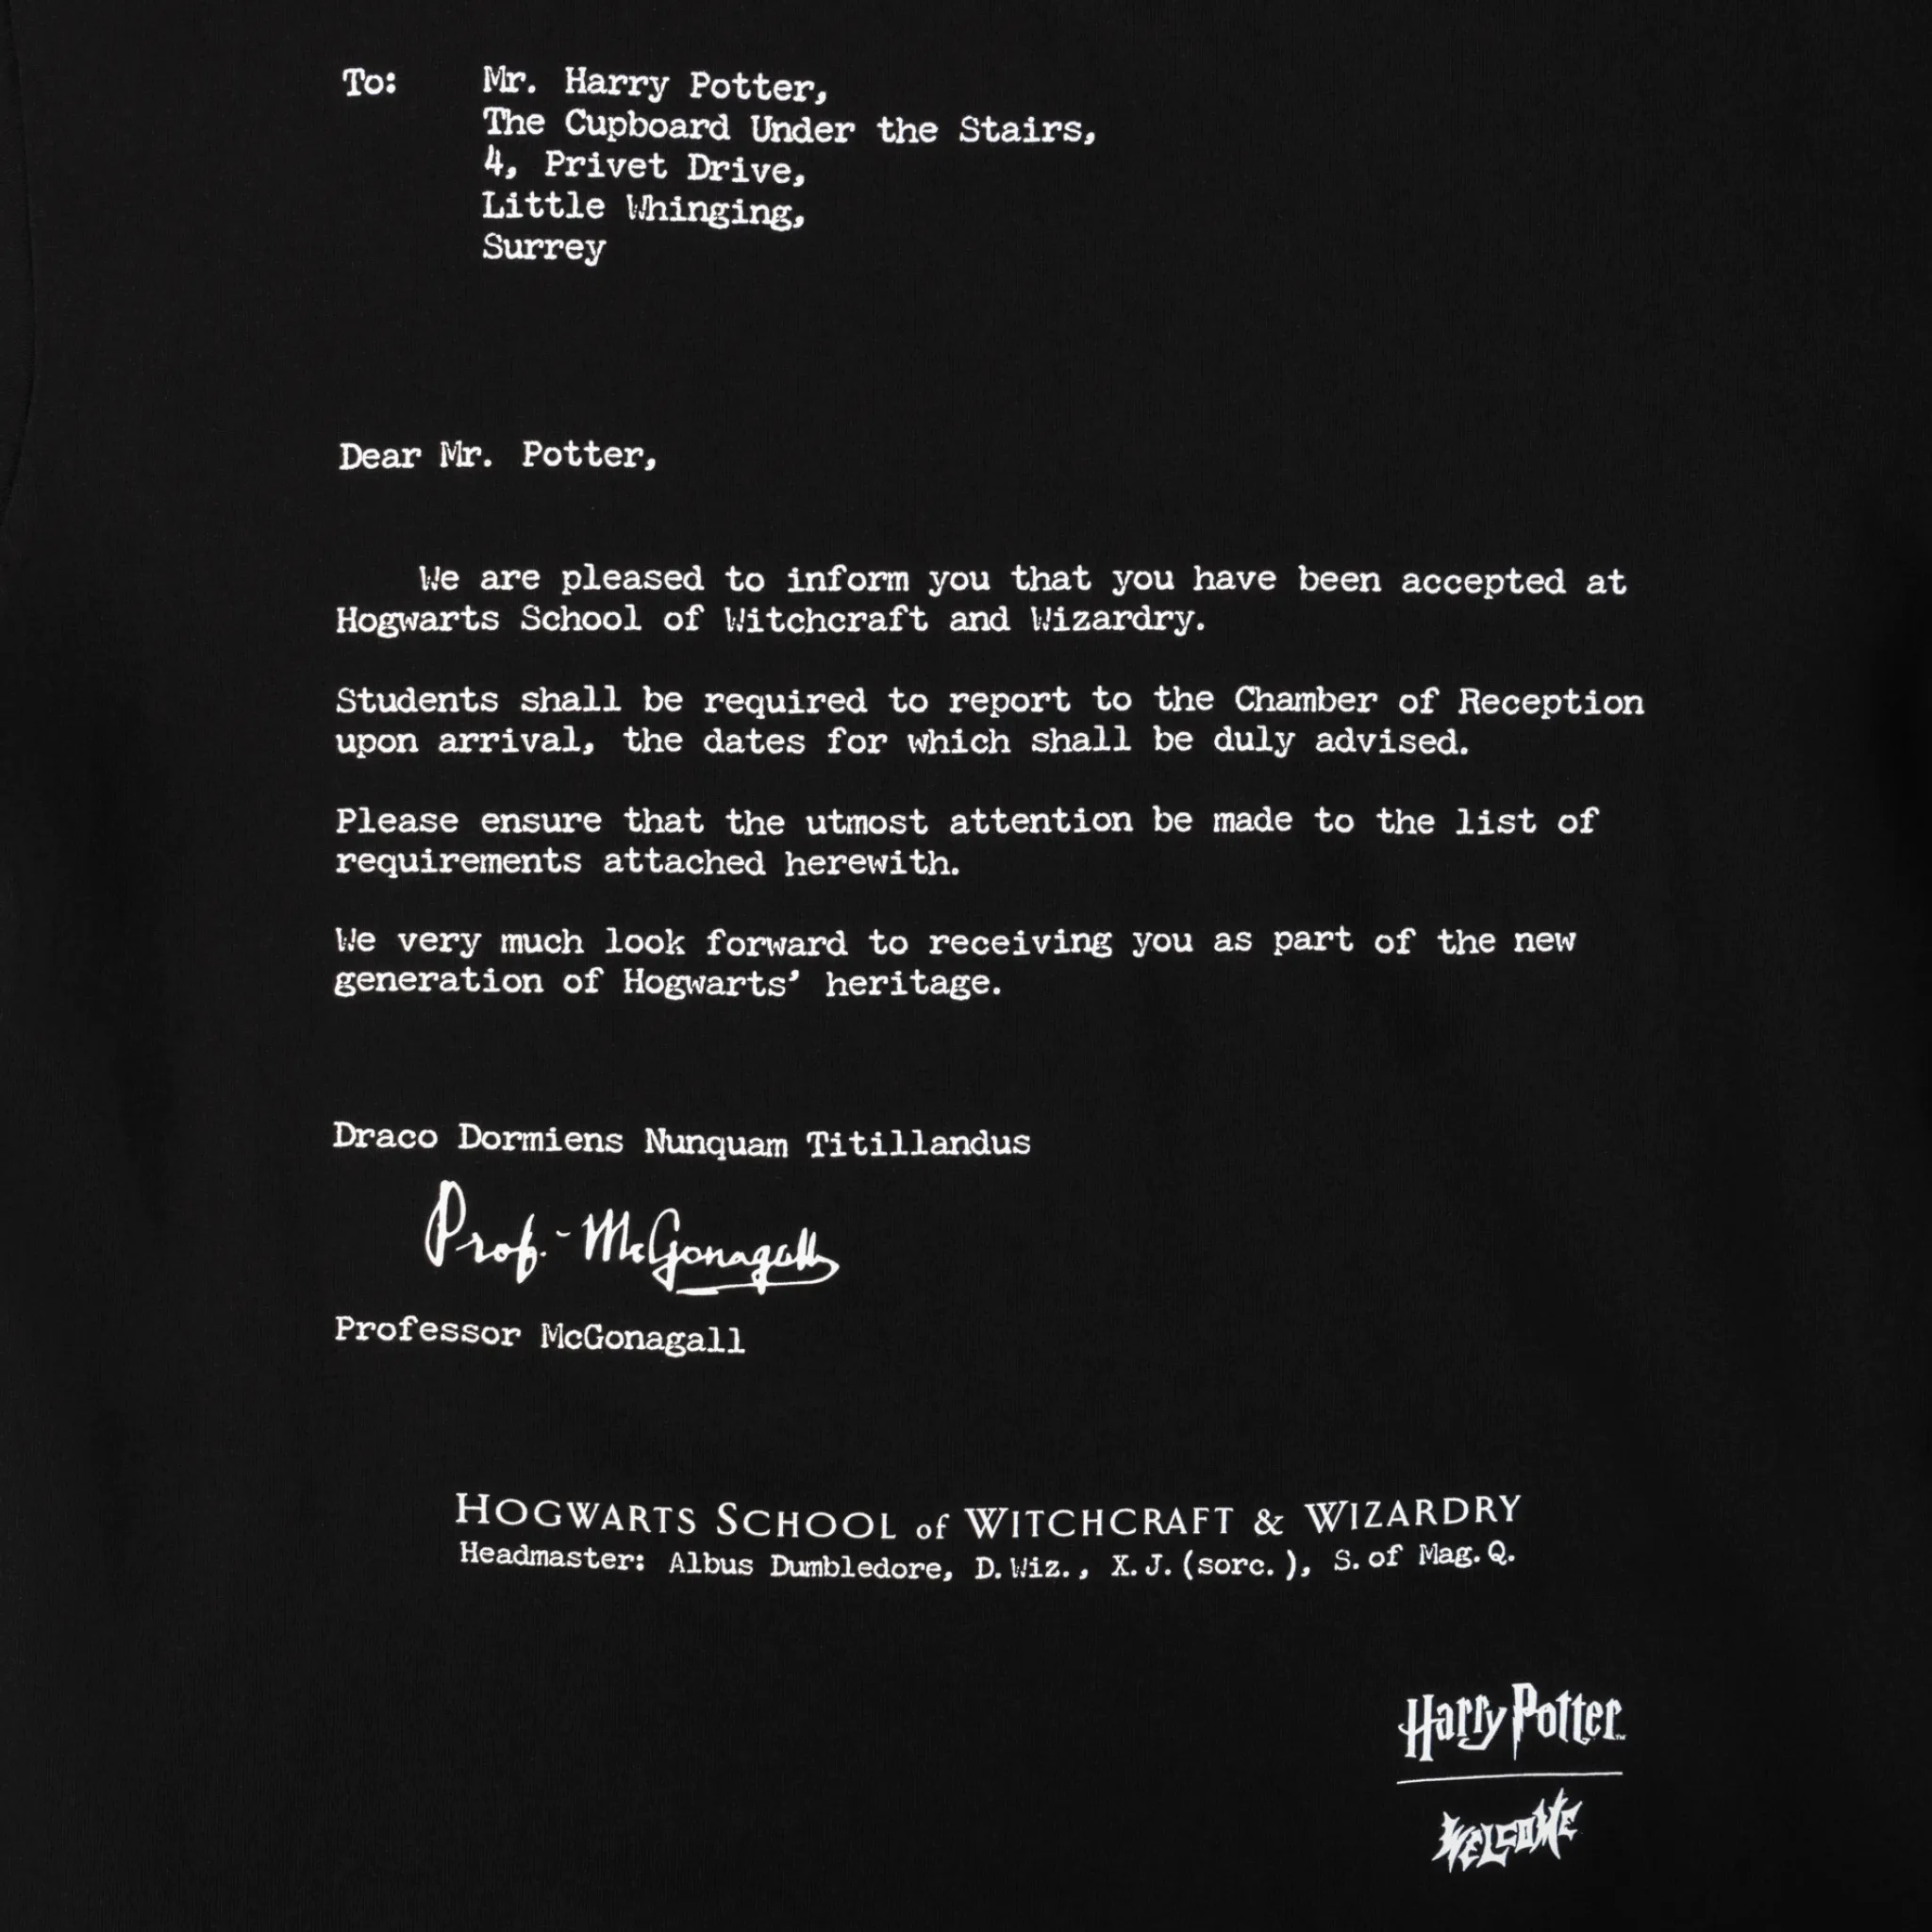 To: Mr. Harry Potter,
The Cupboard Under the Stairs,
4, Privet Drive,
Little Whinging,
Surrey
Dear Mr. Potter,
We are pleased to inform you that you have been accepted at
Hogwarts School of Witchcraft and Wizardry.
Students shall be required to report to the Chamber of Reception
upon arrival, the dates for which shall be duly advised.
Please ensure that the utmost attention be made to the list of
requirements attached herewith.
We very much look forward to receiving you as part of the new
generation of Hogwarts’ heritage.
Draco Dormiens Nunquam Titillandus
Prof. McGonagall
Professor McGonagall
HOGWARTS SCHOOL of WITCHCRAFT & WIZARDRY
Headmaster: Albus Dumbledore, D.Wiz., X.J.(sorc.), S.of Mag.Q.
Harry Potter™
WELCOME